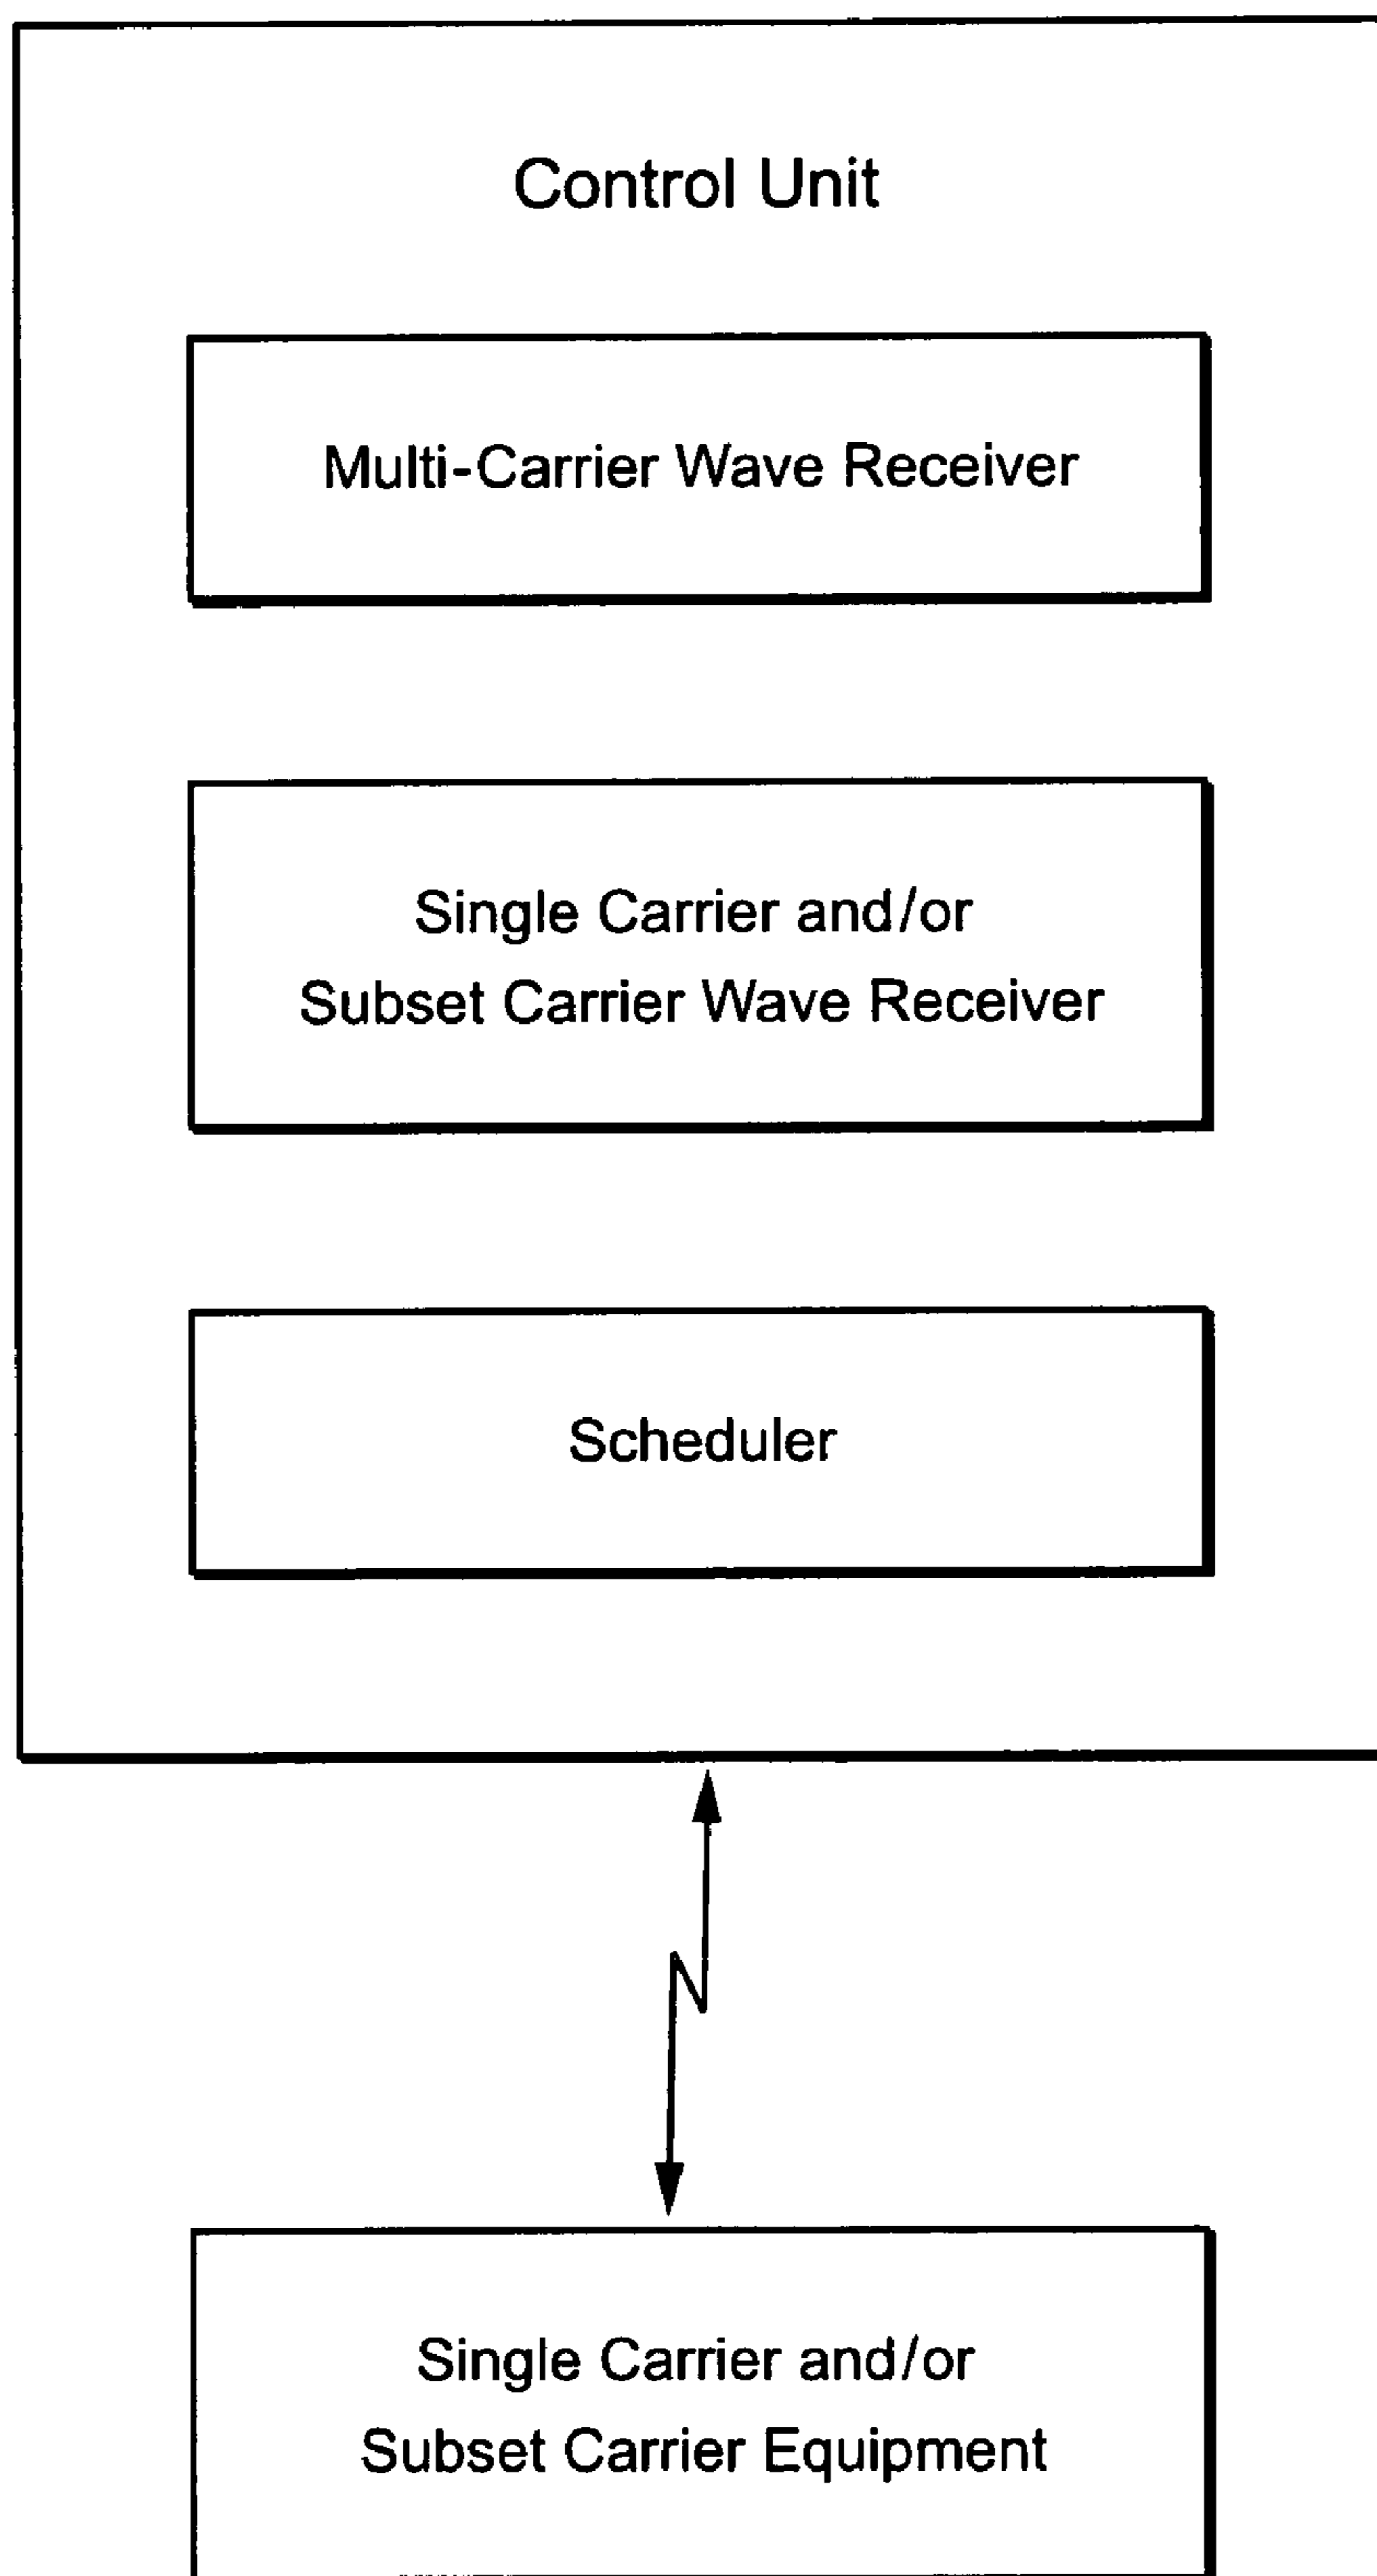 Control Unit
Multi-Carrier Wave Receiver
Single Carrier and/or
Subset Carrier Wave Receiver
Scheduler
Single Carrier and/or
Subset Carrier Equipment